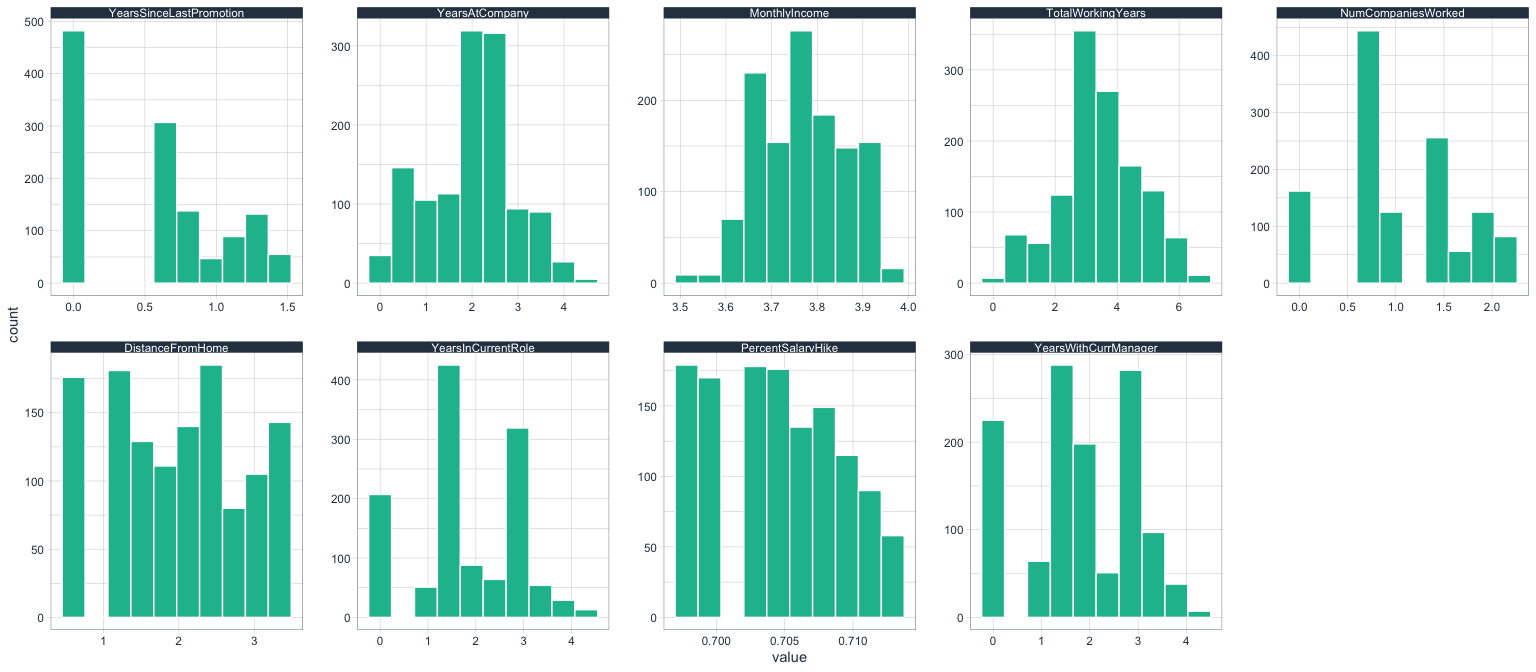 YearsSinceLastPromotion
YearsAtCompany
MonthlyIncome
TotalWorkingYears
NumCompaniesWorked
500
400
300
200
100
0
0.0 0.5 1.0 1.5
300
200
100
0
0 1 2 3 4
200
100
0
3.5 3.6 3.7 3.8 3.9 4.0
300
200
100
0
0 2 4 6
400
300
200
100
0
0.0 0.5 1.0 1.5 2.0
count
DistanceFromHome
YearsInCurrentRole
PercentSalaryHike
YearsWithCurrManager
150
100
50
0
1 2 3
400
300
200
100
0
0 1 2 3 4
150
100
50
0
0.700 0.705 0.710
300
200
100
0
0 1 2 3 4
value